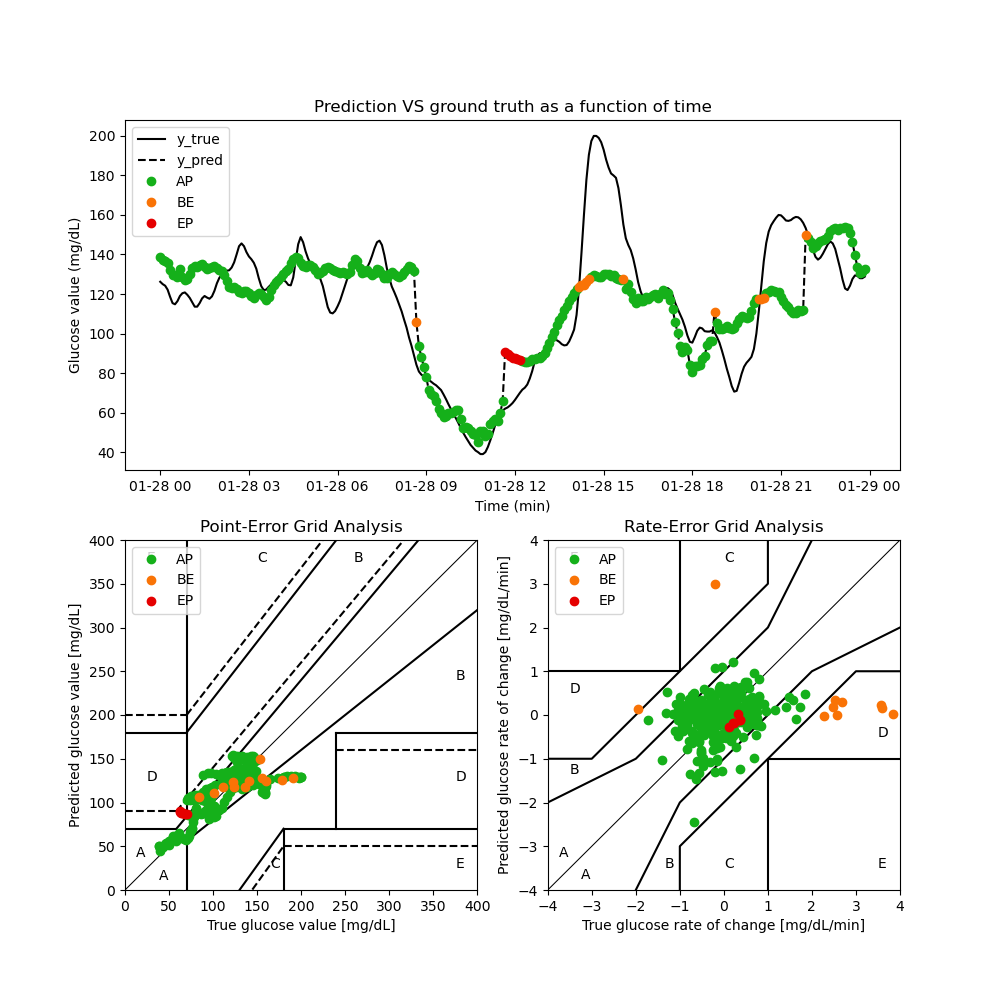 Prediction VS ground truth as a function of time
Glucose value (mg/dL)
200
180
160
140
120
100
80
60
40
y_true
y_pred
AP
BE
EP
01-28 00 01-28 03 01-28 06 01-28 09 01-28 12 01-28 15 01-28 18 01-28 21 01-29 00
Time (min)
Point-Error Grid Analysis
Predicted glucose value [mg/dL]
400
350
300
250
200
150
100
50
0
AP
BE
EP
C B
B
D D
A C E
A
0 50 100 150 200 250 300 350 400
True glucose value [mg/dL]
Rate-Error Grid Analysis
Predicted glucose rate of change [mg/dL/min]
4
3
2
1
0
−1
−2
−3
−4
AP
BE
EP
C
D
D
B
A
A B C E
−4 −3 −2 −1 0 1 2 3 4
True glucose rate of change [mg/dL/min]